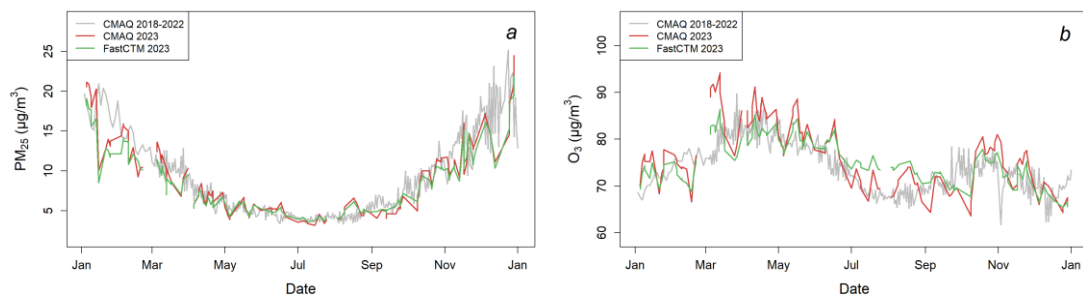 CMAQ 2018-2022
CMAQ 2023
FastCTM 2023
a
PM25 (µg/m3)
25
20
15
10
5
Jan Mar May Jul Sep Nov Jan
Date
CMAQ 2018-2022
CMAQ 2023
FastCTM 2023
b
O3 (µg/m3)
100
90
80
70
60
Jan Mar May Jul Sep Nov Jan
Date